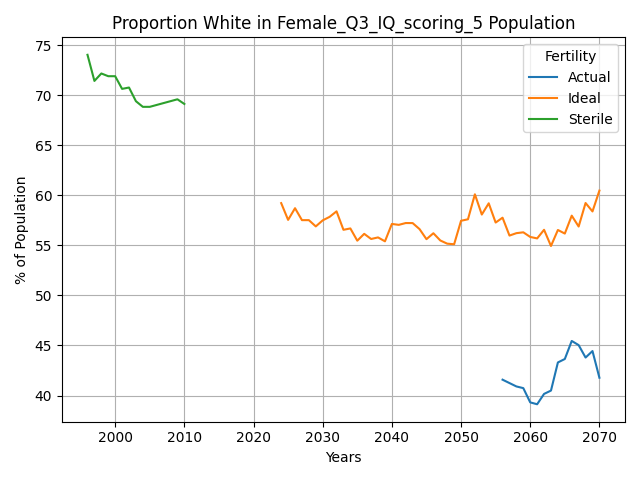 Proportion White in Female_Q3_IQ_scoring_5 Population
% of Population
75
70
65
60
55
50
45
40
Fertility
Actual
Ideal
Sterile
2000
2010
2020
2030
2040
2050
2060
2070
Years